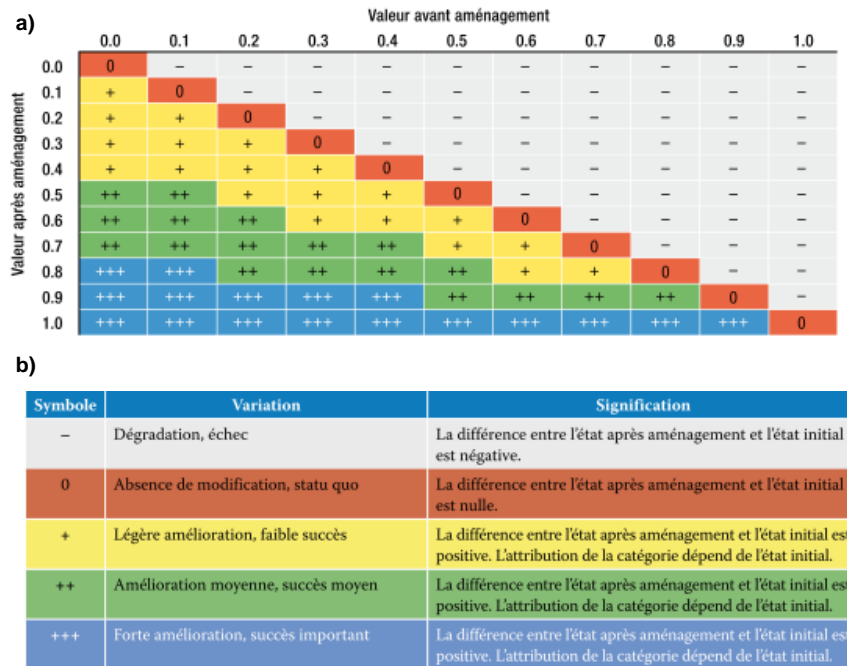 a)
Valeur avant aménagement
0.0 0.1 0.2 0.3 0.4 0.5 0.6 0.7 0.8 0.9 1.0
Valeur après aménagement
0.0 0 – – – – – – – – – –
0.1 + 0 – – – – – – – – –
0.2 + + 0 – – – – – – – –
0.3 + + + 0 – – – – – – –
0.4 + + + + 0 – – – – – –
0.5 ++ ++ + + + 0 – – – – –
0.6 ++ ++ ++ + + + 0 – – – –
0.7 ++ ++ ++ ++ ++ + + 0 – – –
0.8 +++ +++ ++ ++ ++ ++ + + 0 – –
0.9 +++ +++ +++ +++ +++ ++ ++ ++ ++ 0 –
1.0 +++ +++ +++ +++ +++ +++ +++ +++ +++ +++ 0
b)
Symbole Variation Signification
– Dégradation, échec La différence entre l'état après aménagement et l'état initial
est négative.
0 Absence de modification, statu quo La différence entre l'état après aménagement et l'état initial
est nulle.
+ Légère amélioration, faible succès La différence entre l'état après aménagement et l'état initial est
positive. L'attribution de la catégorie dépend de l'état initial.
++ Amélioration moyenne, succès moyen La différence entre l'état après aménagement et l'état initial est
positive. L'attribution de la catégorie dépend de l'état initial.
+++ Forte amélioration, succès important La différence entre l'état après aménagement et l'état initial est
positive. L'attribution de la catégorie dépend de l'état initial.